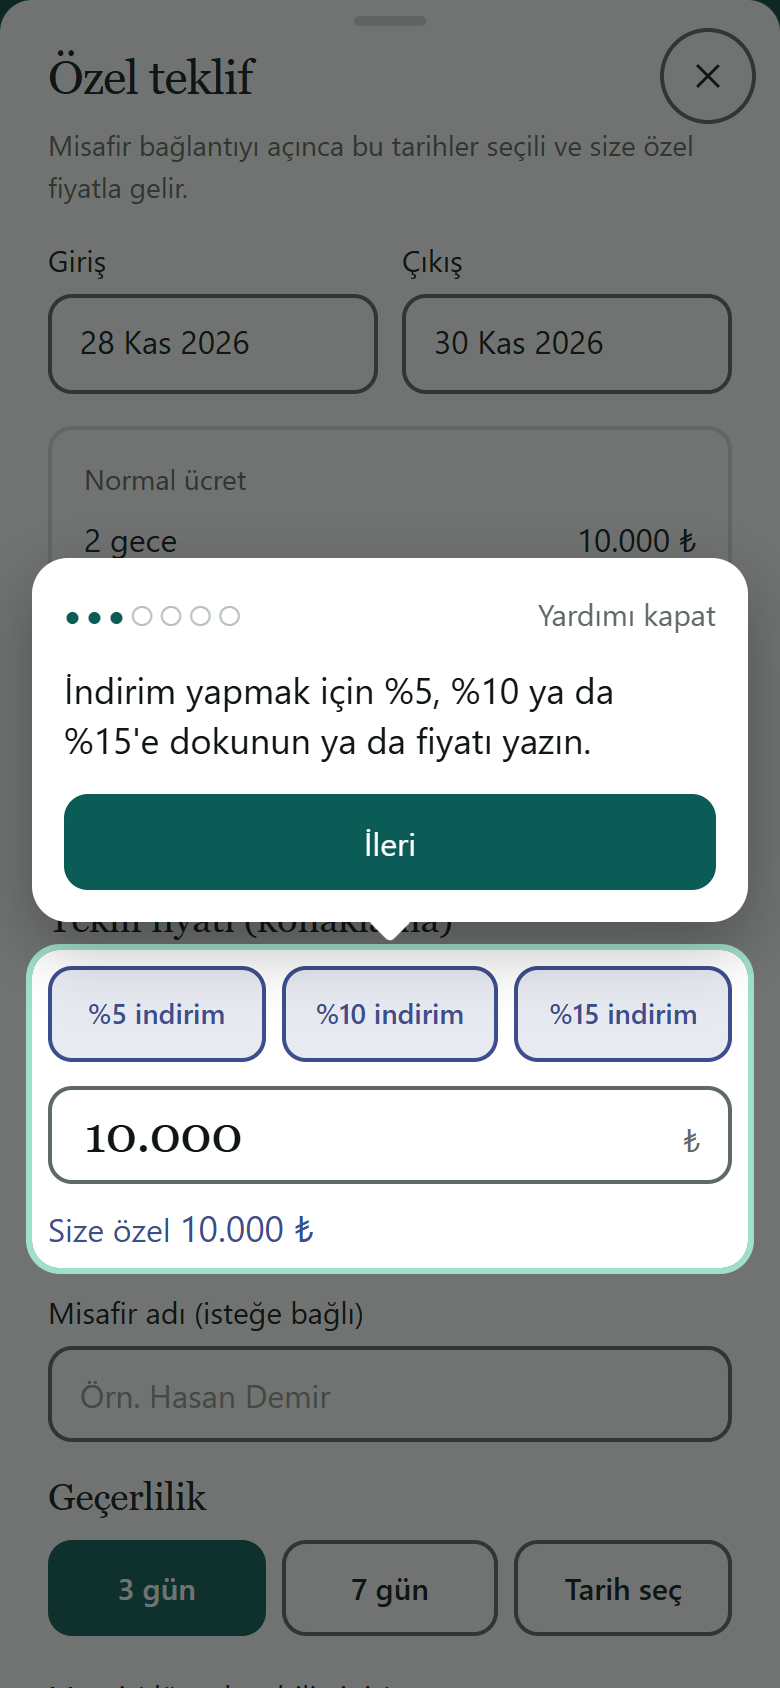 Özel teklif
Misafir bağlantıyı açınca bu tarihler seçili ve size özel
fiyatla gelir.
Giriş
Çıkış
28 Kas 2026
30 Kas 2026
Normal ücret
2 gece
10.000 ₺
Yardımı kapat
İndirim yapmak için %5, %10 ya da
%15'e dokunun ya da fiyatı yazın.
İleri
Teklif fiyatı (konaklama)
%5 indirim
%10 indirim
%15 indirim
10.000
₺
Size özel 10.000 ₺
Misafir adı (isteğe bağlı)
Örn. Hasan Demir
Geçerlilik
3 gün
7 gün
Tarih seç